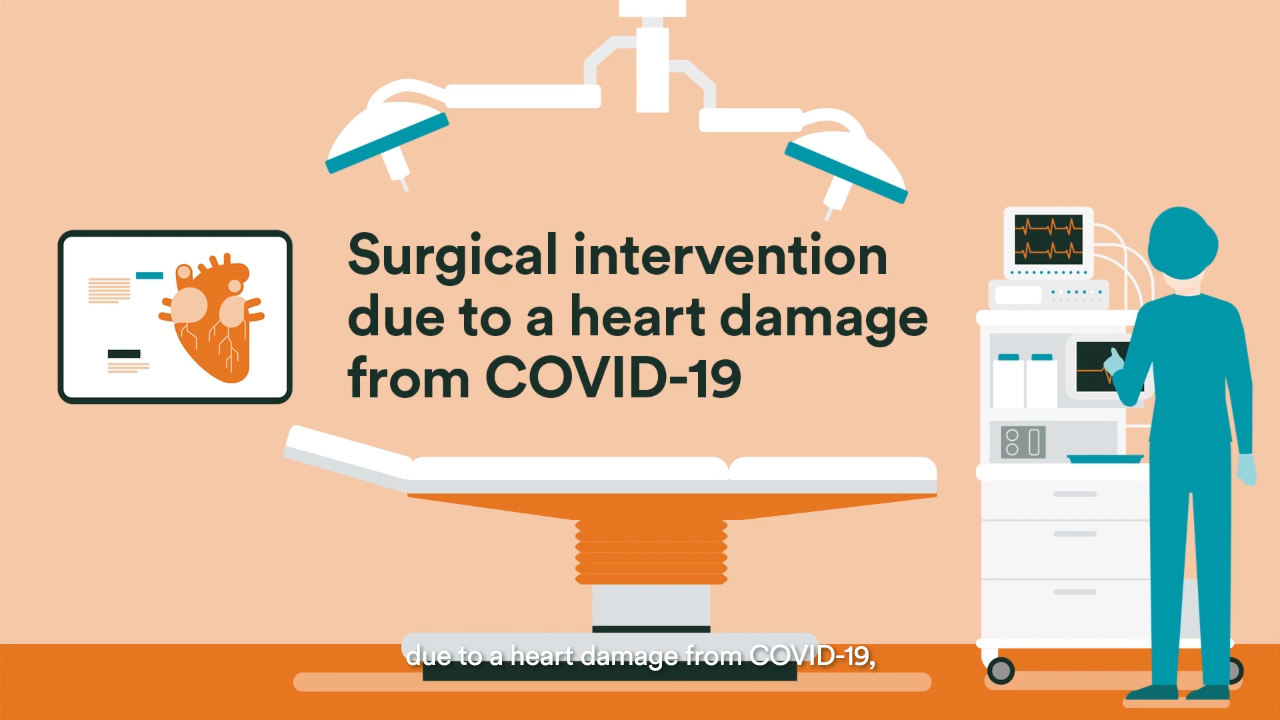 Surgical intervention
due to a heart damage
from COVID-19
due to a heart damage from COVID-19,